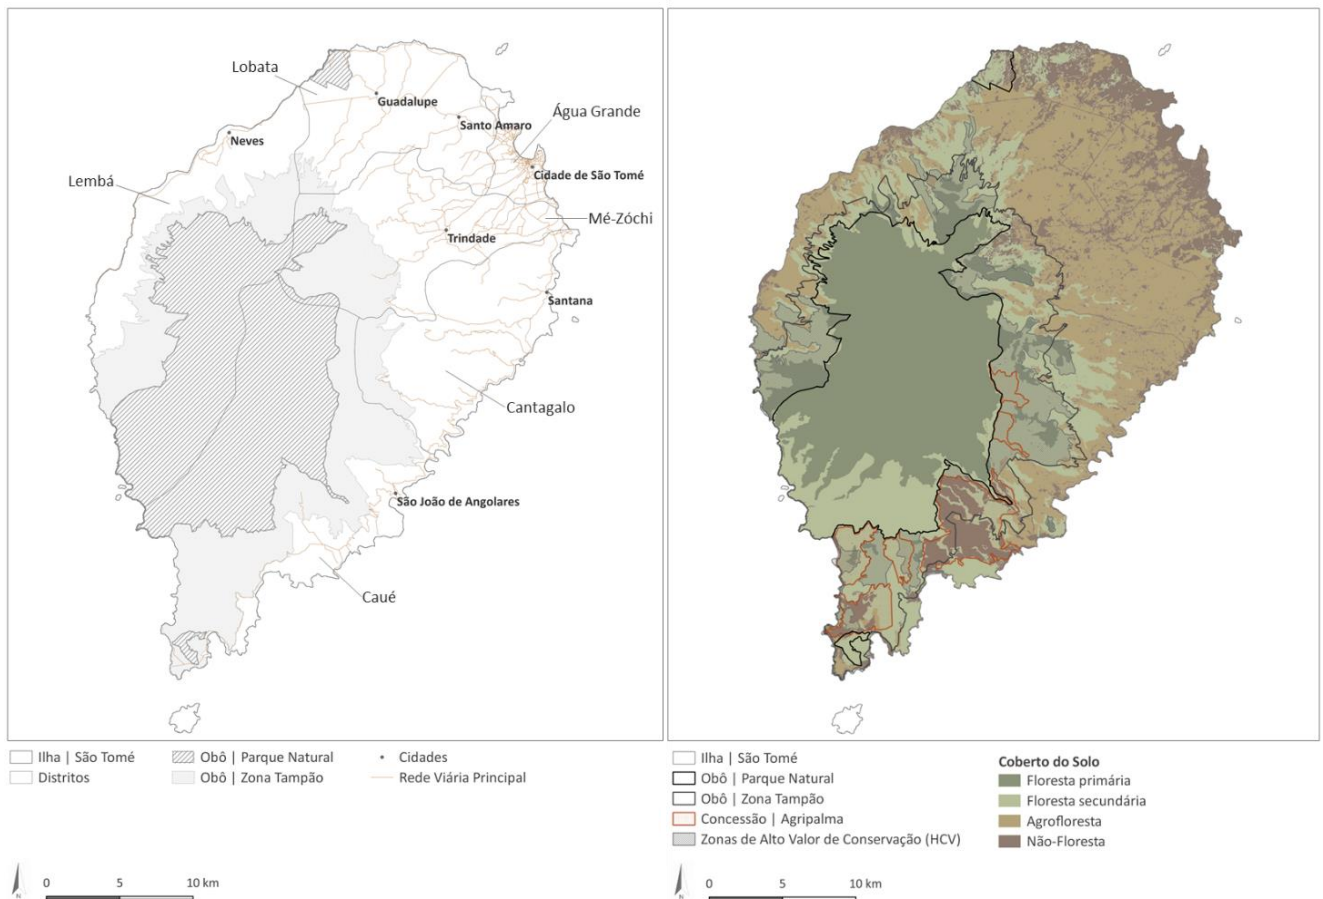 Lobata
Guadalupe
Água Grande
Santo Amaro
Neves
Cidade de São Tomé
Lembá
Mé-Zóchi
Trindade
Santana
Cantagalo
São João de Angolares
Caué
Ilha | São Tomé
Distritos
Obô | Parque Natural
Obô | Zona Tampão
Cidades
Rede Viária Principal
N
0 5 10 km
Ilha | São Tomé
Obô | Parque Natural
Obô | Zona Tampão
Concessão | Agripalma
Zonas de Alto Valor de Conservação (HCV)
Coberto do Solo
Floresta primária
Floresta secundária
Agrofloresta
Não-Floresta
N
0 5 10 km